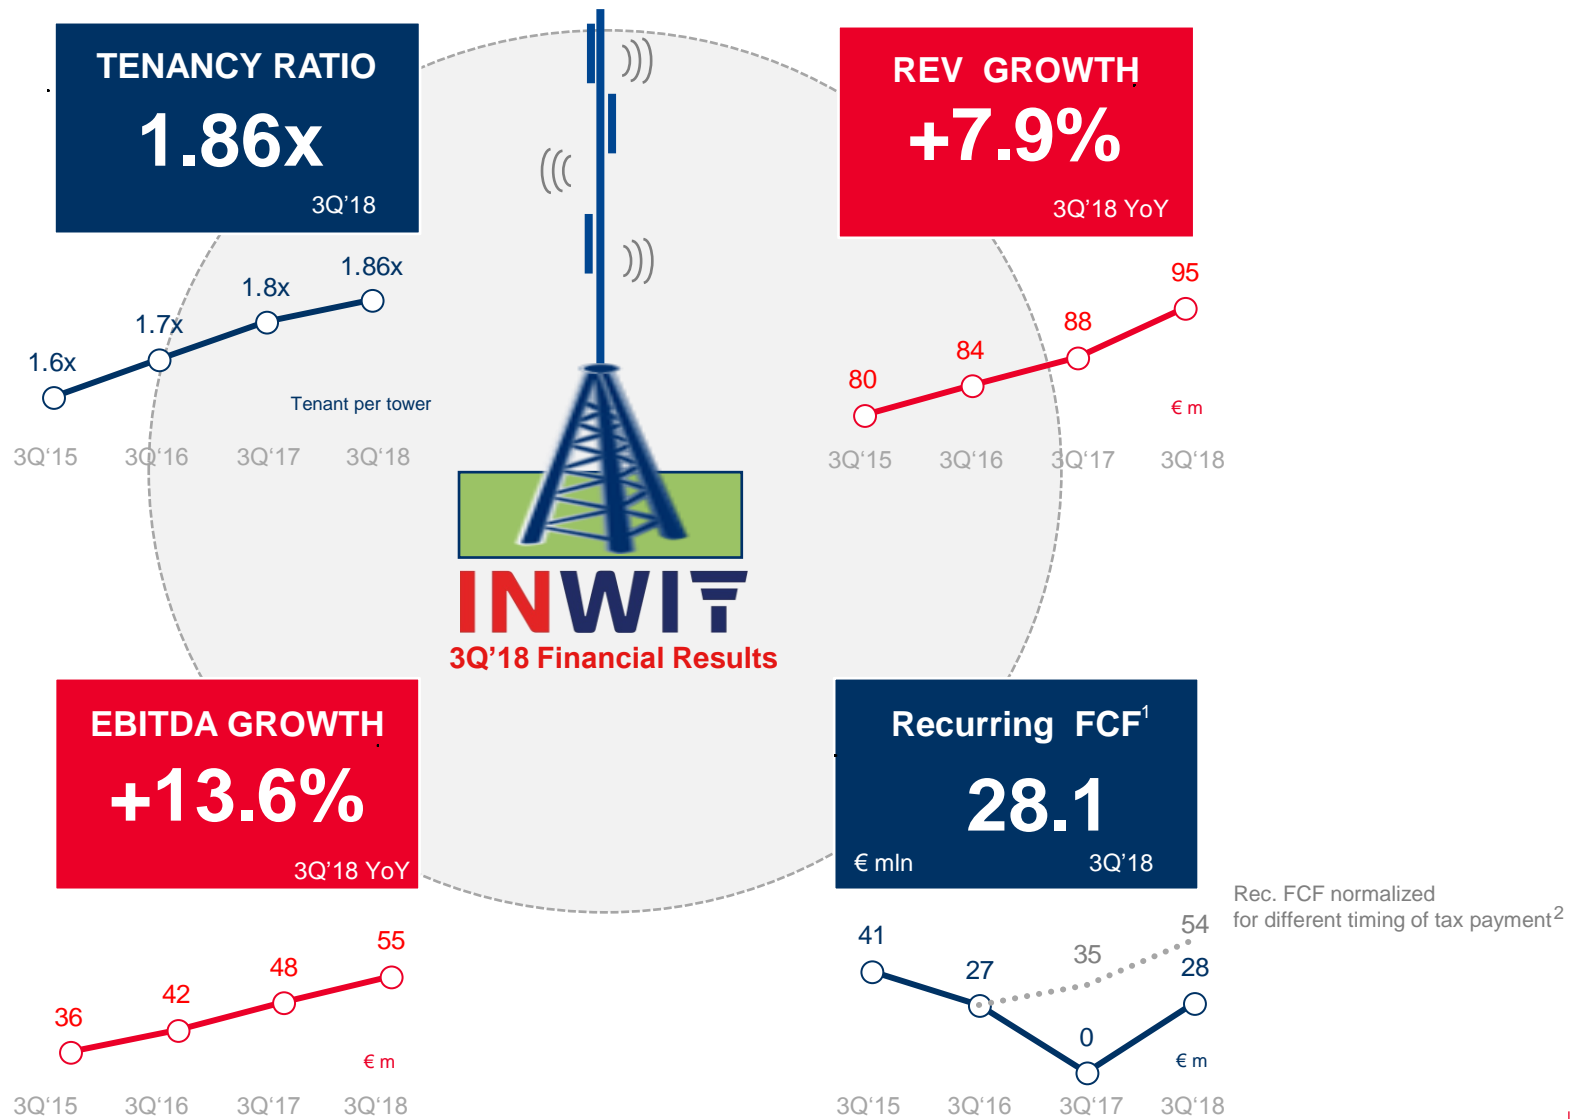 TENANCY RATIO
1.86x
3Q’18
1.6x
1.7x
1.8x
1.86x
Tenant per tower
3Q‘15 3Q‘16 3Q‘17 3Q‘18
REV GROWTH
+7.9%
3Q’18 YoY
80
84
88
95
€ m
3Q‘15 3Q‘16 3Q‘17 3Q‘18
INWIT
3Q’18 Financial Results
EBITDA GROWTH
+13.6%
3Q’18 YoY
36
42
48
55
€ m
3Q‘15 3Q‘16 3Q‘17 3Q‘18
Recurring FCF1
28.1
€ mln 3Q’18
Rec. FCF normalized
for different timing of tax payment2
41
27
35
54
0
28
€ m
3Q‘15 3Q‘16 3Q‘17 3Q‘18